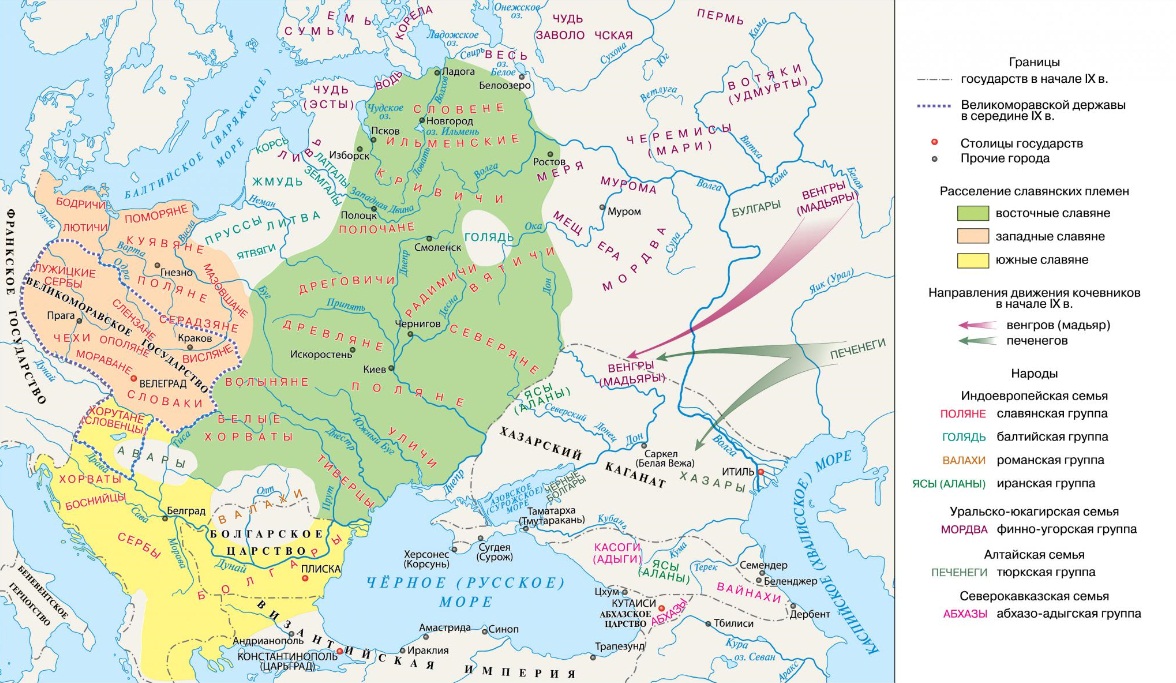 Онежское
оз.
ЧУДЬ
ЗАВОЛО ЧСКАЯ
ПЕРМЬ
Кама
ЕМЬ
СУМЬ
КОРЕЛА
Ладожское
оз.
Свирь
ВЕСЬ
оз.
Белое
Сухона
Юг
Ладога
Белоозеро
ВОДЬ
Волхов
ЧУДЬ
(ЭСТЫ)
Чудское
оз.
СЛОВЕНЕ
Новгород
оз. Ильмень
ИЛЬМЕНСКИЕ
Псков
Изборск
Ловать
Ветлуга
ВОТЯКИ
(УДМУРТЫ)
ЧЕРЕМИСЫ
(МАРИ)
Вятка
Кама
Белая
БАЛТИЙСКОЕ (ВАРЯЖСКОЕ)
МОРЕ
КОРСЬ
ЛИВЬ
ЛАТГАЛЫ
ЗЕМГАЛЫ
ЖМУДЬ
Неман
ЛИТВА
ПРУССЫ
ЯТВЯГИ
Западная Двина
Полоцк
ПОЛОЧАНЕ
КРИВИЧИ
Волга
Ростов
МЕРЯ
МУРОМА
Муром
Волга
БУЛГАРЫ
ВЕНГРЫ
(МАДЬЯРЫ)
МЕЩ ЕРА
МОРДВА
Сура
Ока
ГОЛЯДЬ
Смоленск
Днепр
ВЯТИЧИ
РАДИМИЧИ
Десна
Дон
ДРЕГОВИЧИ
Припять
Яик (Урал)
БОДРИЧИ
Эльба
ЛЮТИЧИ
ПОМОРЯНЕ
Висла
КУЯВЯНЕ
Варта
Одра
Гнезно
МАЗОВШАНЕ
ПОЛЯНЕ
Буг
ЛУЖИЦКИЕ
СЕРБЫ
ВЕЛИКОМОРАВСКОЕ ГОСУДАРСТВО
СЛЕНЗАНЕ
СЕРАДЗЯНЕ
Прага
ЧЕХИ
ОПОЛЯНЕ
Краков
ВИСЛЯНЕ
МОРАВАНЕ
ВЕЛЕГРАД
СЛОВАКИ
Дунай
ФРАНКСКОЕ ГОСУДАРСТВО
ДРЕВЛЯНЕ
Искоростень
Чернигов
СЕВЕРЯНЕ
Киев
ПОЛЯНЕ
ВОЛЫНЯНЕ
БЕЛЫЕ
ХОРВАТЫ
Днестр
Южный Буг
УЛИЧИ
ТИВЕРЦЫ
Прут
Днепр
ВЕНГРЫ
(МАДЬЯРЫ)
ПЕЧЕНЕГИ
ЯСЫ
(АЛАНЫ)
Северский
Донец
ХАЗАРСКИЙ
КАГАНАТ
Дон
Саркел
(Белая Вежа)
ХАЗАРЫ
Волга
ИТИЛЬ
КАСПИЙСКОЕ (ХВАЛИССКОЕ) МОРЕ
ХОРУТАНЕ
(СЛОВЕНЦЫ)
Тиса
АВАРЫ
Драва
ХОРВАТЫ
БОСНИЙЦЫ
Сава
Белград
СЕРБЫ
Морава
Олт
ВАЛАХИ
БОЛГАРСКОЕ
ЦАРСТВО
Дунай
БОЛГАРЫ
ПЛИСКА
АЗОВСКОЕ
(СУРОЖСКОЕ)
МОРЕ
ЧЁРНЫЕ
БОЛГАРЫ
Таматарха
(Тмутаракань)
Кубань
Херсонес
(Корсунь)
Сугдея
(Сурож)
ЧЁРНОЕ (РУССКОЕ)
МОРЕ
КАСОГИ
(АДЫГИ)
ЯСЫ
(АЛАНЫ)
Кума
Терек
Семендер
Беленджер
ВАЙНАХИ
Дербент
Цхум
КУТАИСИ
АБХАЗСКОЕ
ЦАРСТВО
АБХАЗЫ
Тбилиси
Кура
оз. Севан
Аракс
БЕНЕВЕНТСКОЕ
ГЕРЦОГСТВО
ВИЗАНТИЙСКАЯ ИМПЕРИЯ
Андрианополь
КОНСТАНТИНОПОЛЬ
(ЦАРЬГРАД)
Амастрида
Синоп
Ираклия
Трапезунд
Границы
государств в начале IX в.
Великоморавской державы
в середине IX в.
Столицы государств
Прочие города
Расселение славянских племен
восточные славяне
западные славяне
южные славяне
Направления движения кочевников
в начале IX в.
венгров (мадьяр)
печенегов
Народы
Индоевропейская семья
ПОЛЯНЕ славянская группа
ГОЛЯДЬ балтийская группа
ВАЛАХИ романская группа
ЯСЫ (АЛАНЫ) иранская группа
Уральско-юкагирская семья
МОРДВА финно-угорская группа
Алтайская семья
ПЕЧЕНЕГИ тюркская группа
Северокавказская семья
АБХАЗЫ абхазо-адыгская группа